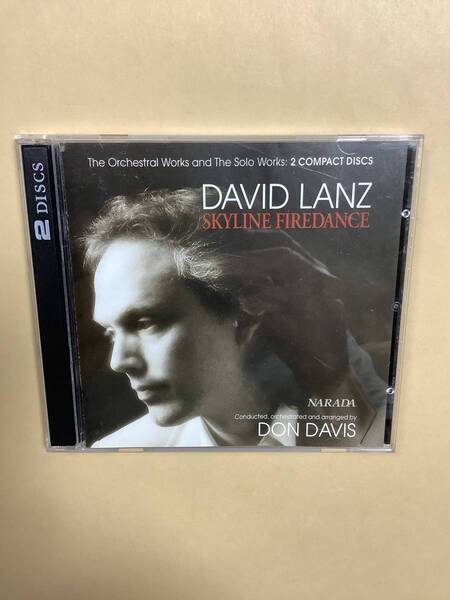 The Orchestral Works and The Solo Works: 2 COMPACT DISCS
DAVID LANZ
SKYLINE FIREDANCE
NARADA
Conducted, orchestrated and arranged by
DON DAVIS
2 DISCS